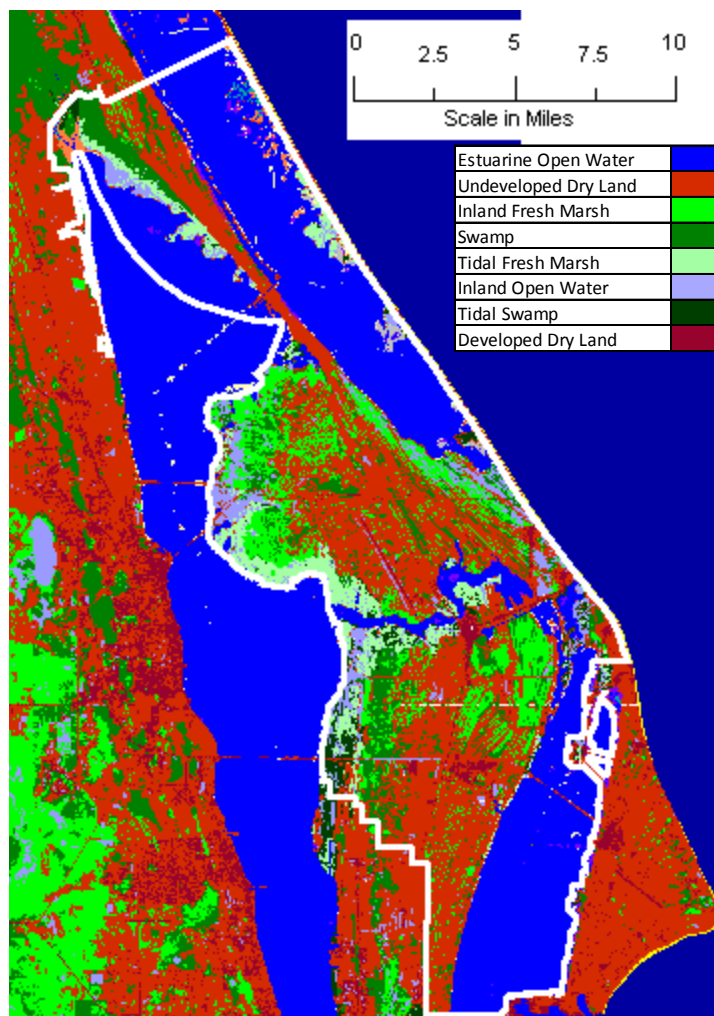 0 2.5 5 7.5 10
Scale in Miles
Estuarine Open Water
Undeveloped Dry Land
Inland Fresh Marsh
Swamp
Tidal Fresh Marsh
Inland Open Water
Tidal Swamp
Developed Dry Land